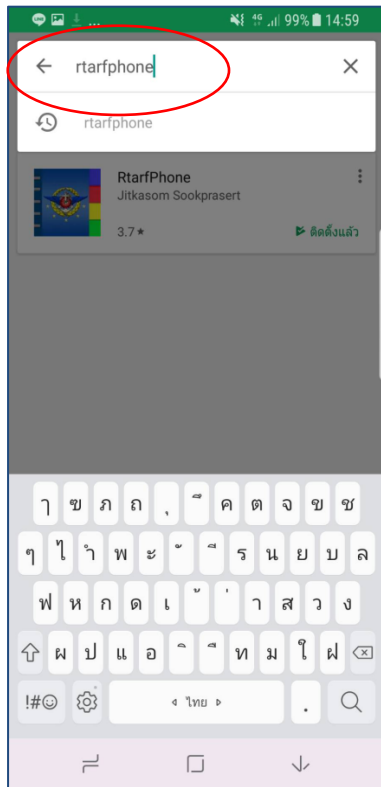 ... 4G 99% 14:59
rtarfphone
rtarfphone
RtarfPhone
Jitkasom Sookprasert
3.7★ ติดตั้งแล้ว
ๅ ฃ ภ ถ ุ ึ ค ต จ ข ช
ๆ ไ ำ พ ะ ั ี ร น ย บ ล
ฟ ห ก ด เ ้ ่ า ส ว ง
ผ ป แ อ ิ ื ท ม ใ ฝ
!#☺ ไทย .